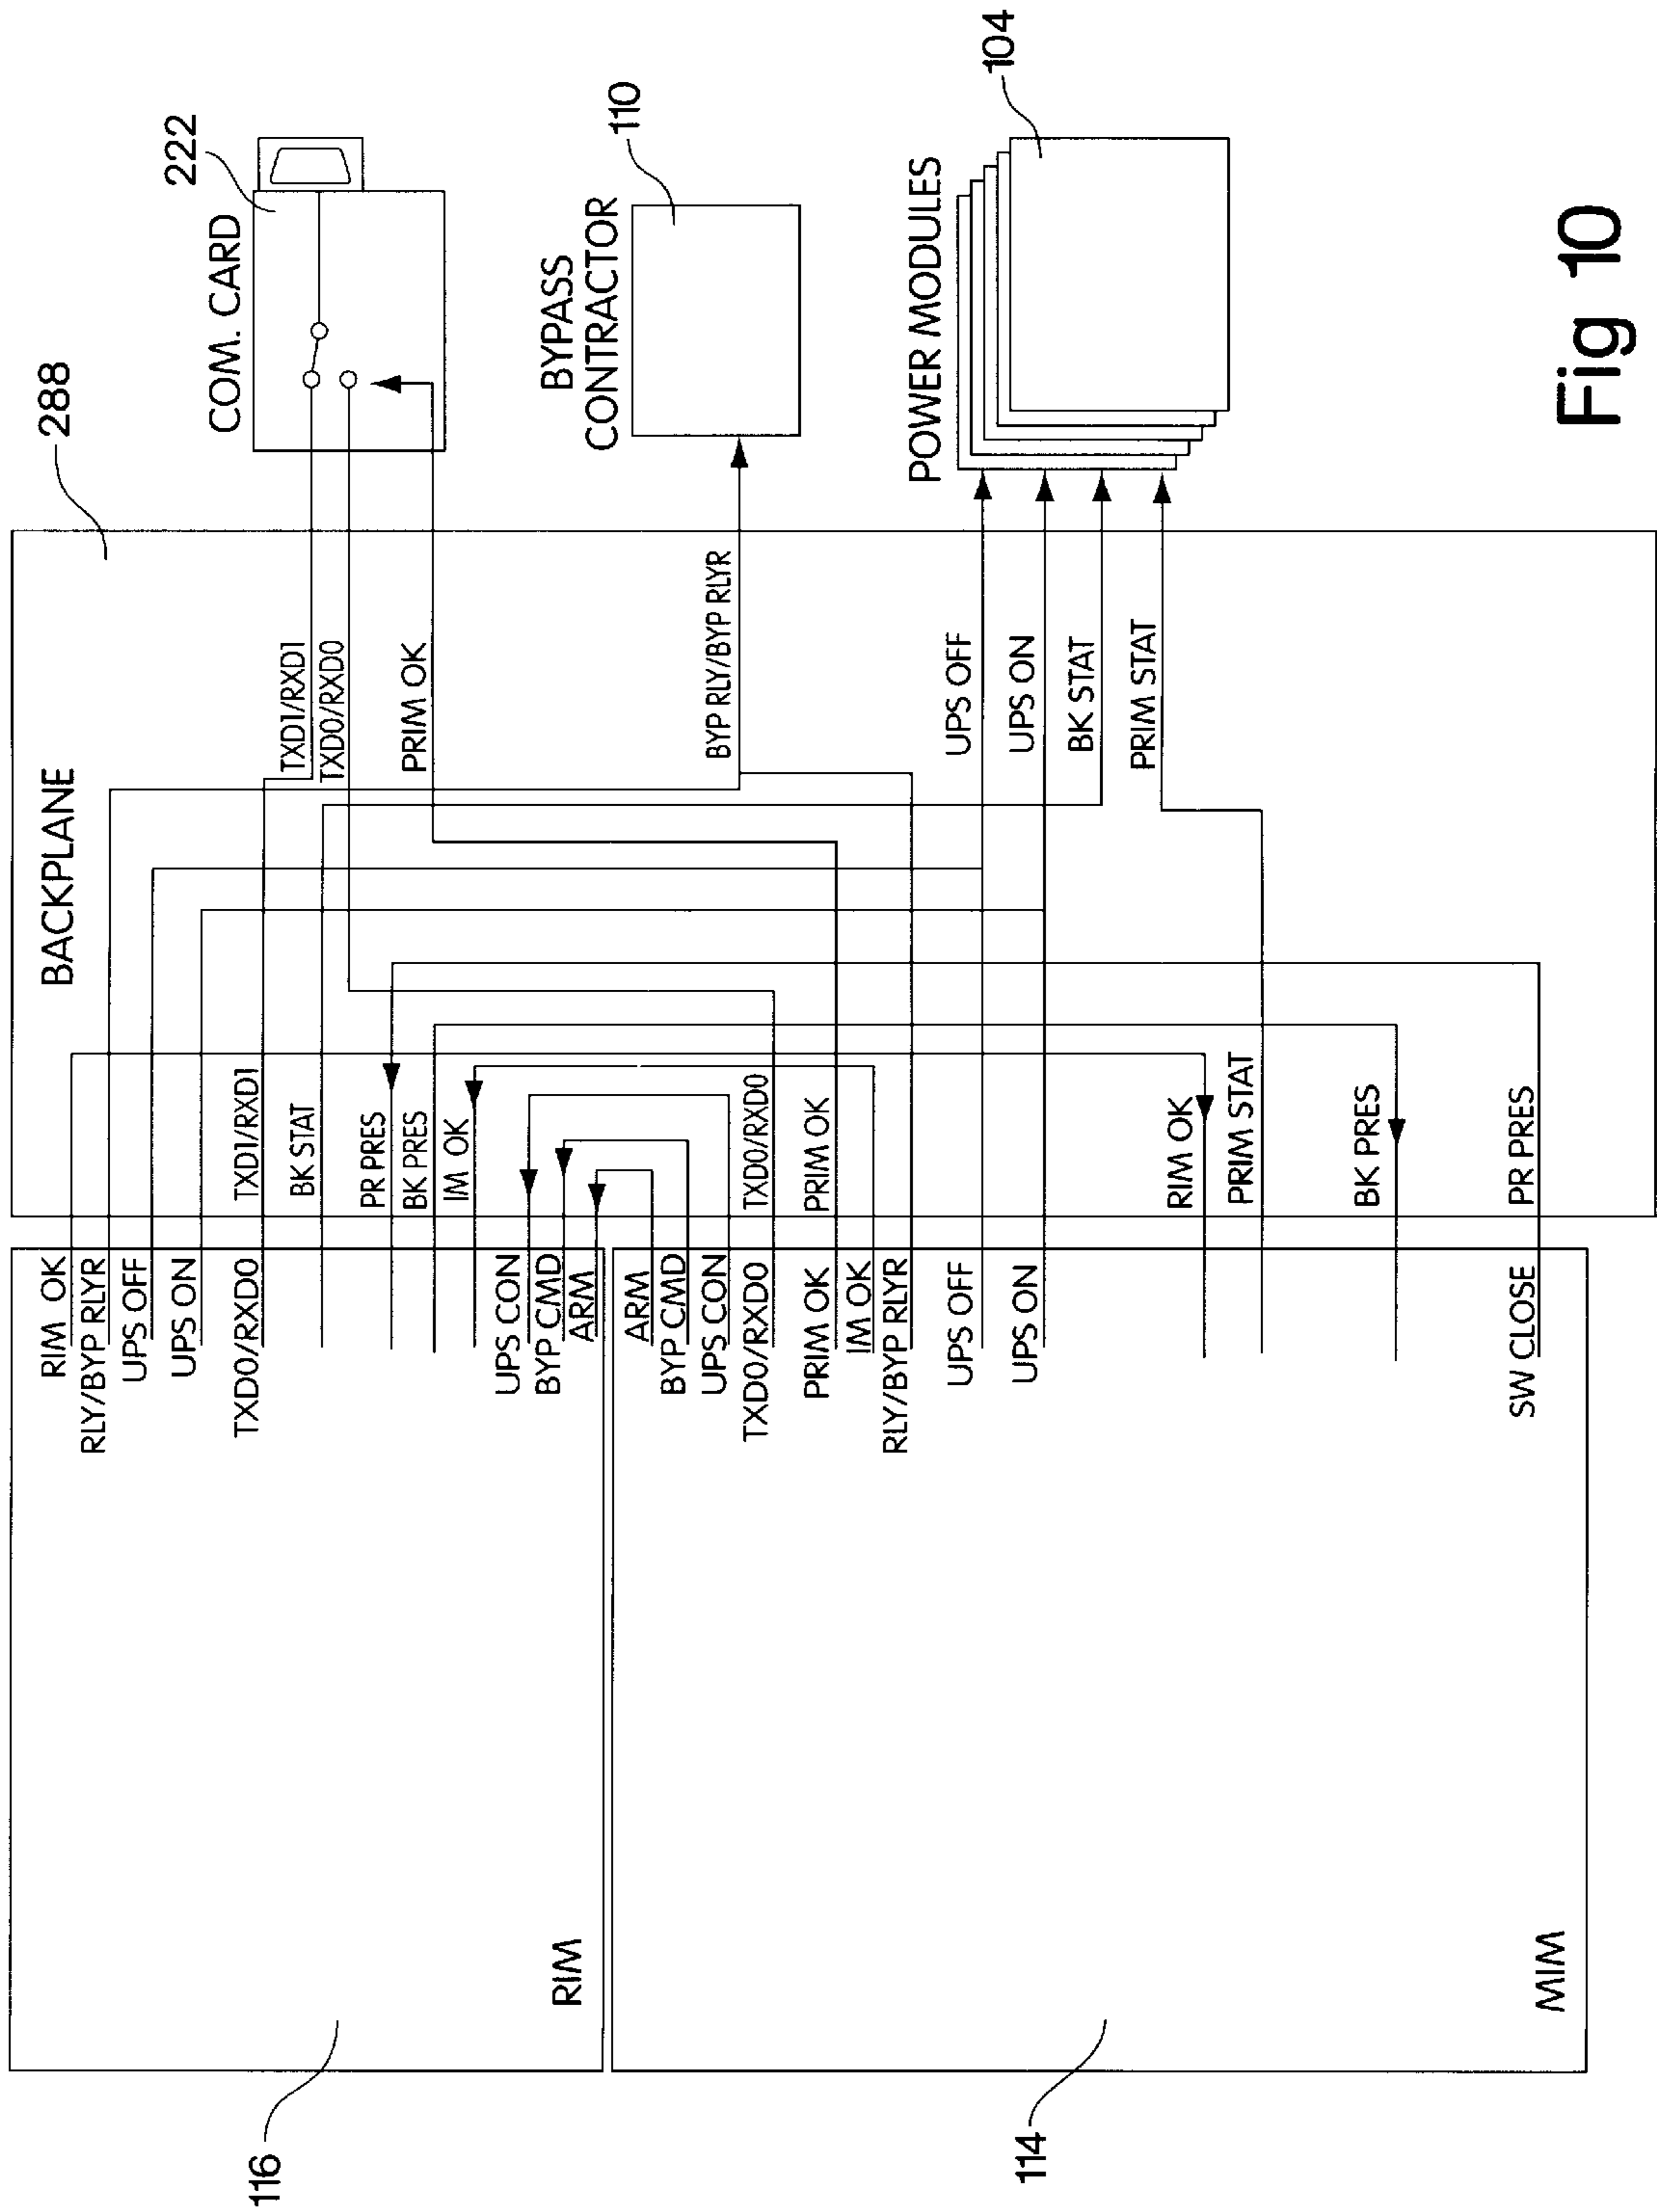 116
RIM
RIM OK
RLY/BYP RLYR
UPS OFF
UPS ON
TXD0/RXD0
UPS CON
BYP CMD
ARM
114
MIM
ARM
BYP CMD
UPS CON
TXD0/RXD0
PRIM OK
IM OK
RLY/BYP RLYR
UPS OFF
UPS ON
SW CLOSE
288
BACKPLANE
TXD1/RXD1
BK STAT
PR PRES
BK PRES
IM OK
TXD0/RXD0
PRIM OK
RIM OK
PRIM STAT
BK PRES
PR PRES
TXD1/RXD1
TXD0/RXD0
PRIM OK
BYP RLY/BYP RLYR
UPS OFF
UPS ON
BK STAT
PRIM STAT
COM. CARD
222
BYPASS
CONTRACTOR
110
POWER MODULES
104
Fig 10